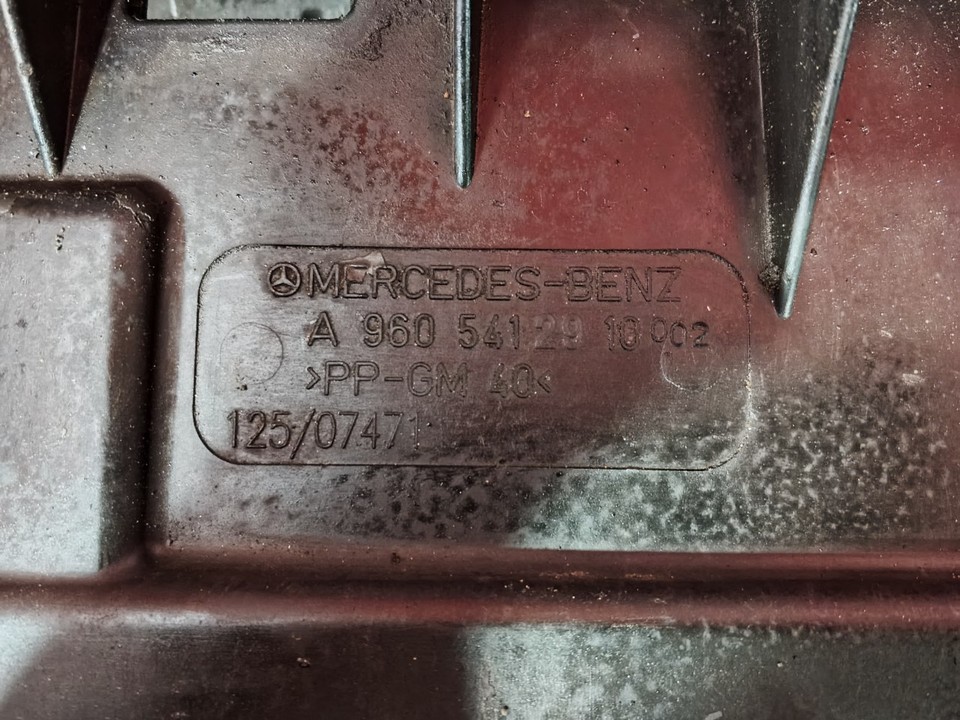 MERCEDES-BENZ
A 960 541 29 10 002
>PP-GM 40<
125/07471